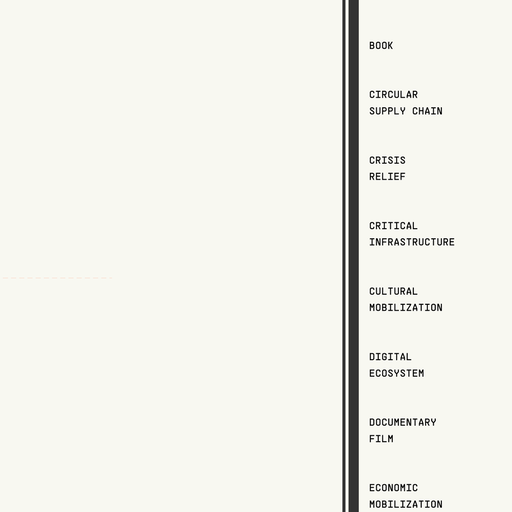 BOOK
CIRCULAR
SUPPLY CHAIN
CRISIS
RELIEF
CRITICAL
INFRASTRUCTURE
CULTURAL
MOBILIZATION
DIGITAL
ECOSYSTEM
DOCUMENTARY
FILM
ECONOMIC
MOBILIZATION